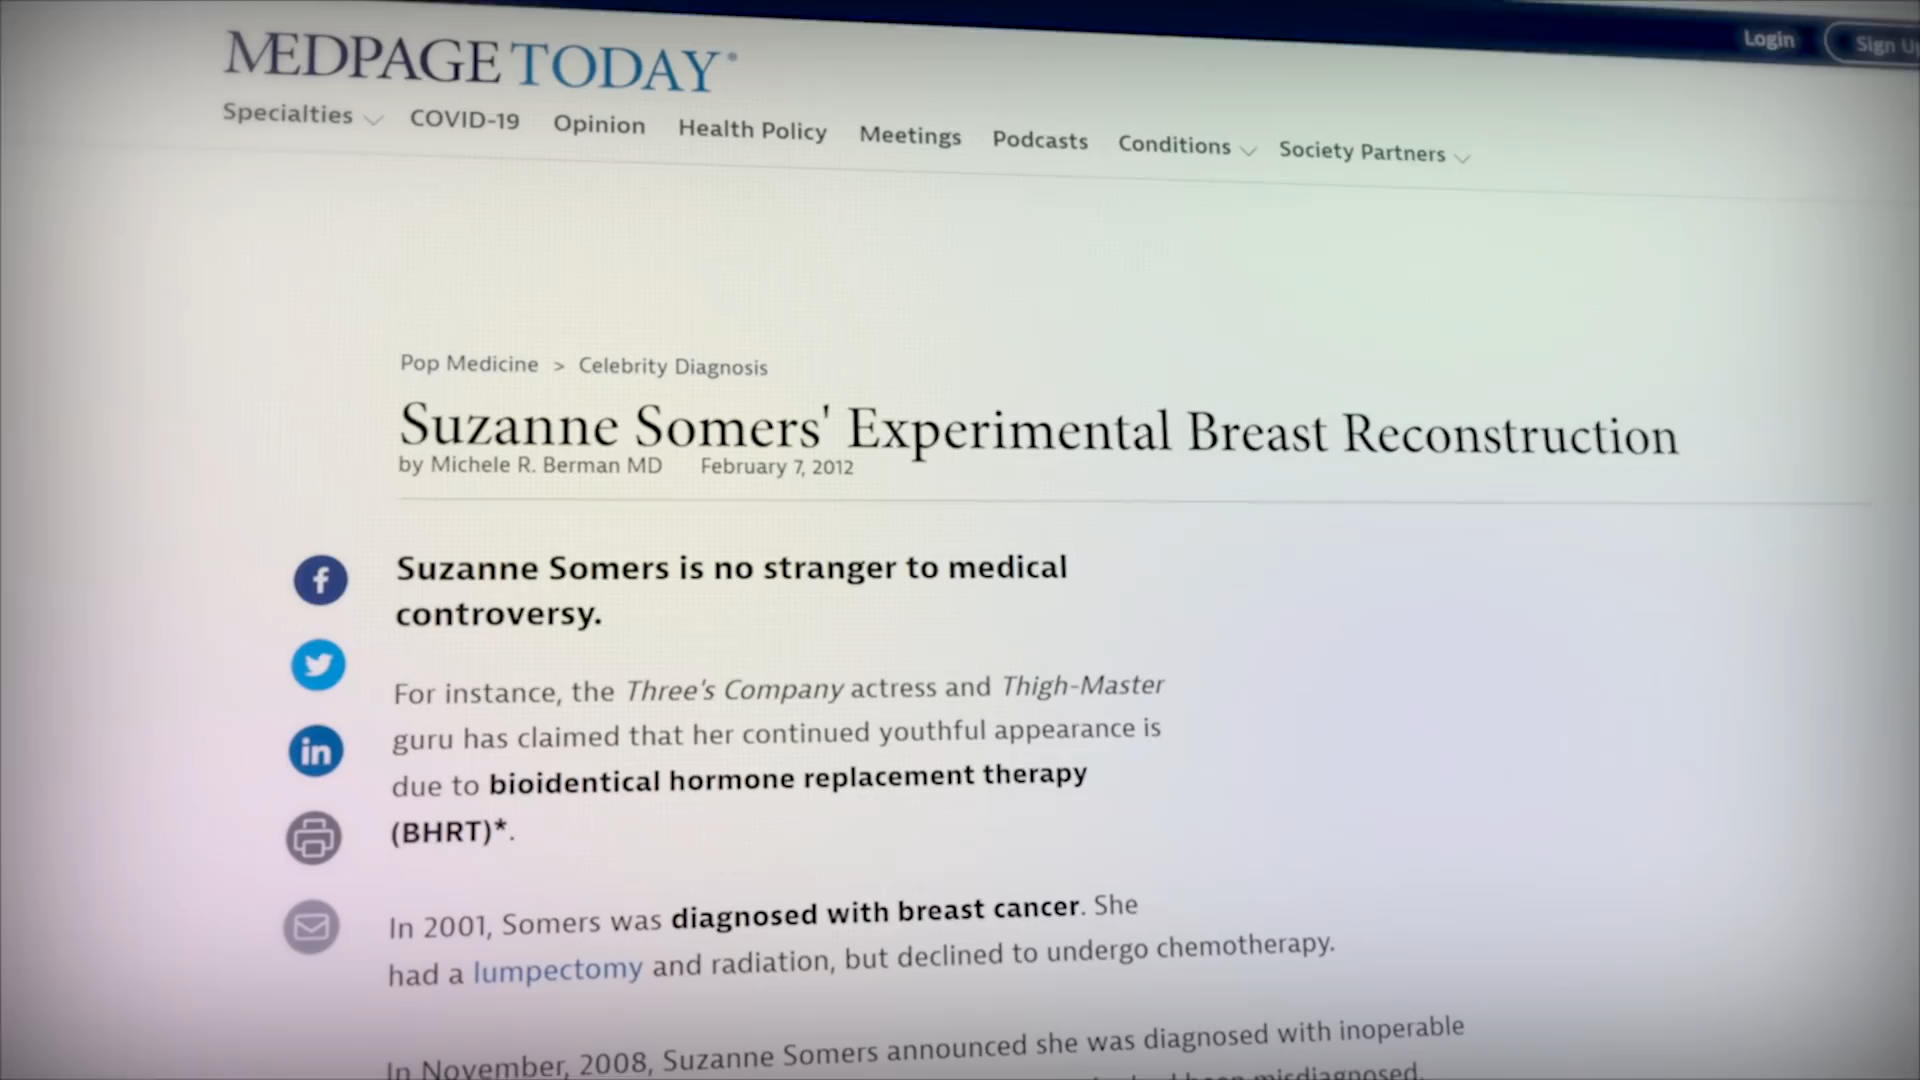 MEDPAGE TODAY
Login
Sign U
Specialties COVID-19 Opinion Health Policy Meetings Podcasts Conditions Society Partners
Pop Medicine > Celebrity Diagnosis
Suzanne Somers' Experimental Breast Reconstruction
by Michele R. Berman MD February 7, 2012
Suzanne Somers is no stranger to medical
controversy.
For instance, the Three's Company actress and Thigh-Master
guru has claimed that her continued youthful appearance is
due to bioidentical hormone replacement therapy
(BHRT)*.
In 2001, Somers was diagnosed with breast cancer. She
had a lumpectomy and radiation, but declined to undergo chemotherapy.
In November, 2008, Suzanne Somers announced she was diagnosed with inoperable
been misdiagnosed.